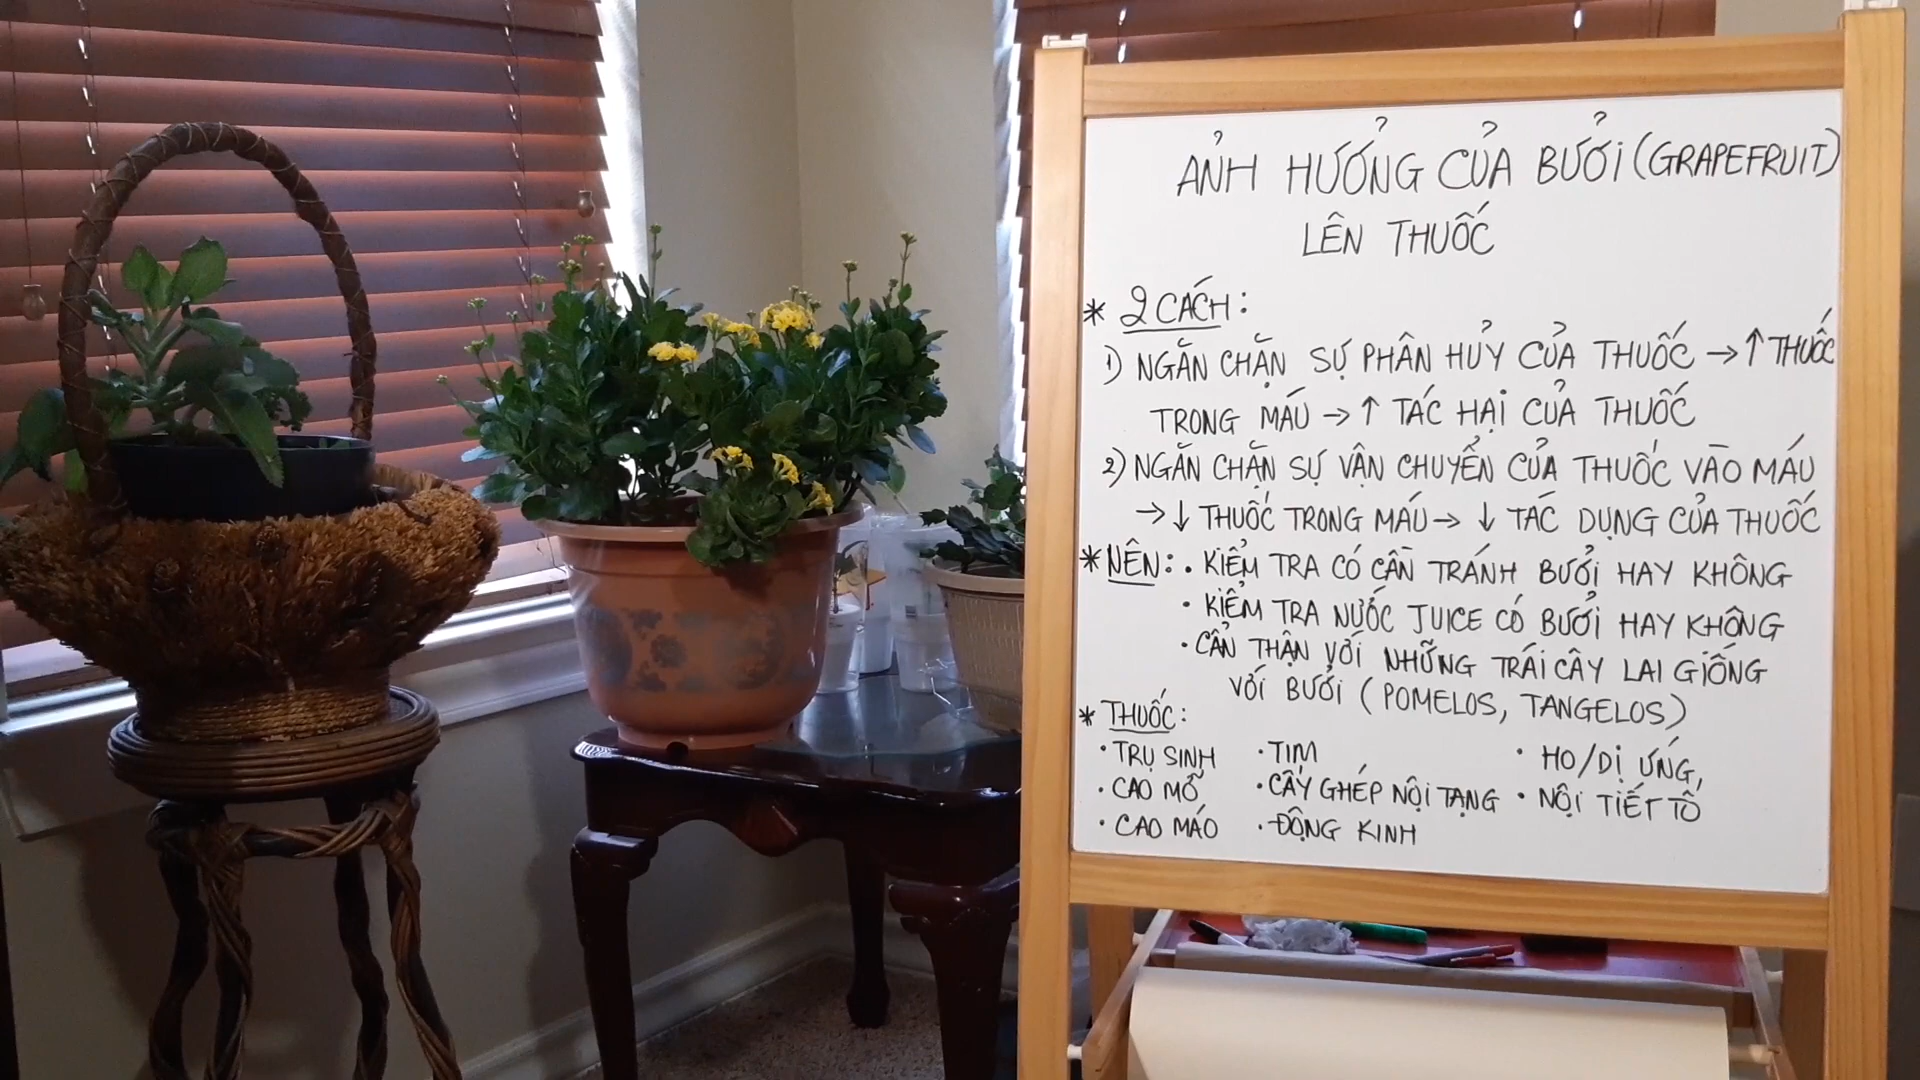 ẢNH HƯỞNG CỦA BƯỞI (GRAPEFRUIT)
LÊN THUỐC
* 2 CÁCH:
1) NGĂN CHẶN SỰ PHÂN HỦY CỦA THUỐC → ↑ THUỐC
TRONG MÁU → ↑ TÁC HẠI CỦA THUỐC
2) NGĂN CHẶN SỰ VẬN CHUYỂN CỦA THUỐC VÀO MÁU
→ ↓ THUỐC TRONG MÁU → ↓ TÁC DỤNG CỦA THUỐC
* NÊN: • KIỂM TRA CÓ CẦN TRÁNH BƯỞI HAY KHÔNG
• KIỂM TRA NƯỚC JUICE CÓ BƯỞI HAY KHÔNG
• CẨN THẬN VỚI NHỮNG TRÁI CÂY LAI GIỐNG
VỚI BƯỞI (POMELOS, TANGELOS)
* THUỐC:
• TRỤ SINH • TIM • HO/DỊ ỨNG,
• CAO MỠ • CẤY GHÉP NỘI TẠNG • NỘI TIẾT TỐ
• CAO MÁO • ĐỘNG KINH